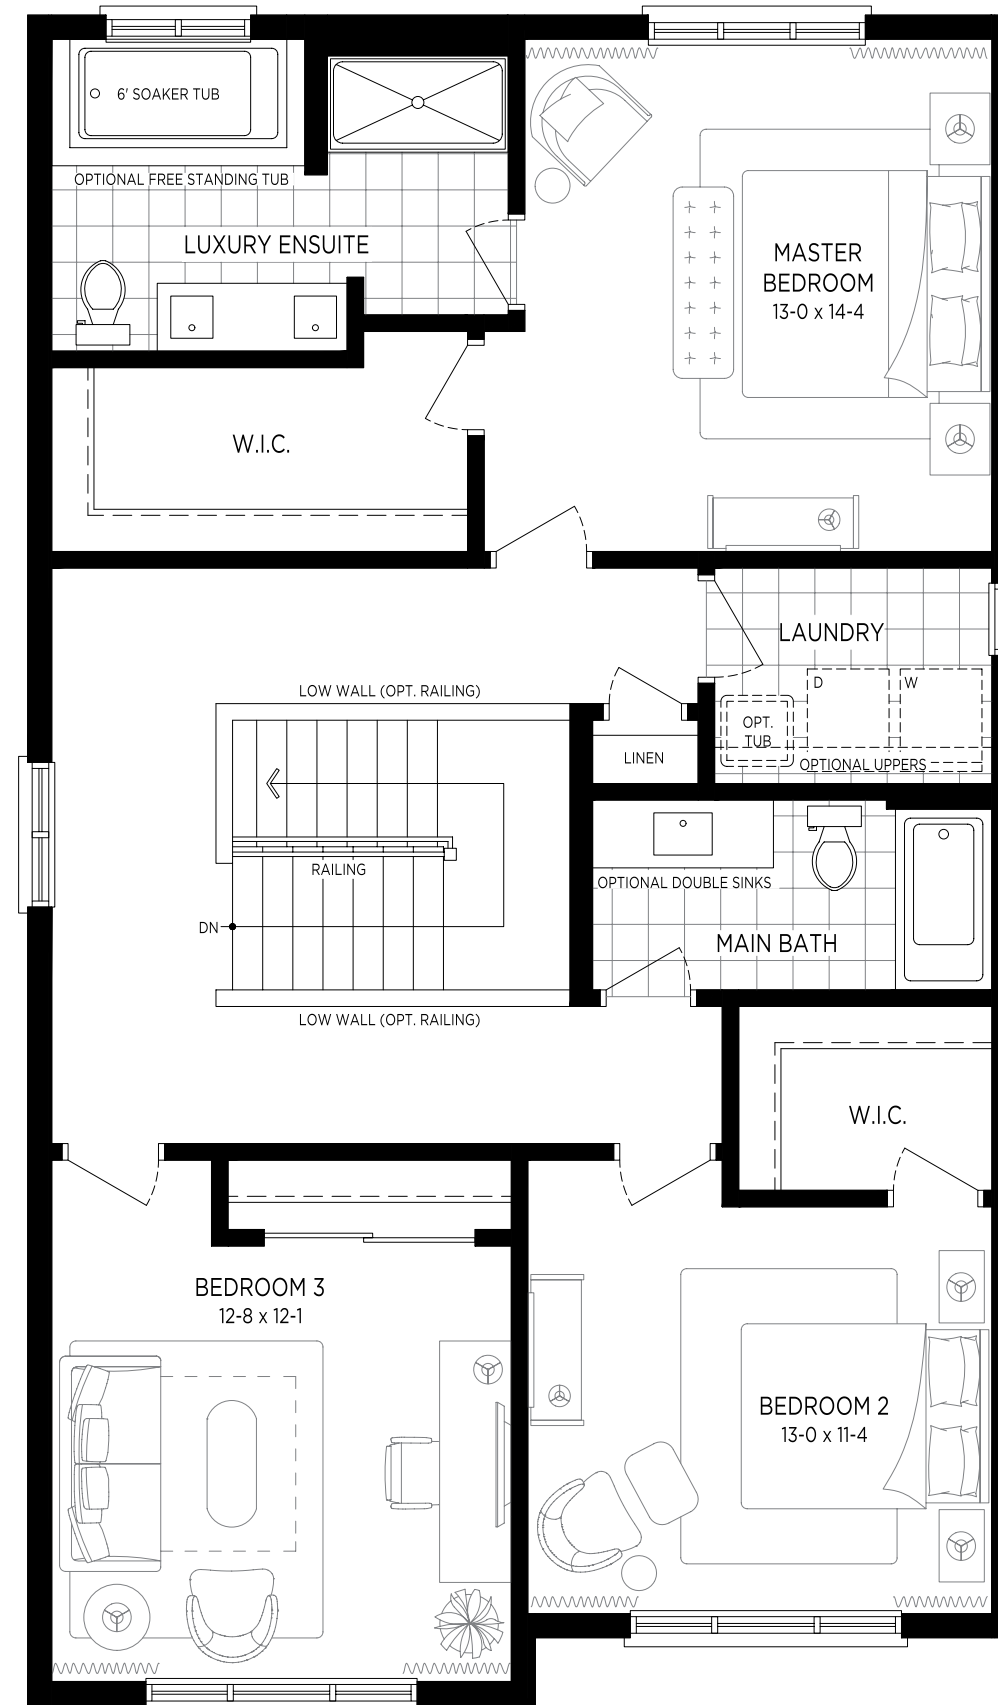 6' SOAKER TUB
OPTIONAL FREE STANDING TUB
LUXURY ENSUITE
MASTER
BEDROOM
13-0 x 14-4
W.I.C.
LAUNDRY
D
W
OPT.
TUB
OPTIONAL UPPERS
LOW WALL (OPT. RAILING)
LINEN
RAILING
OPTIONAL DOUBLE SINKS
DN
MAIN BATH
LOW WALL (OPT. RAILING)
W.I.C.
BEDROOM 3
12-8 x 12-1
BEDROOM 2
13-0 x 11-4